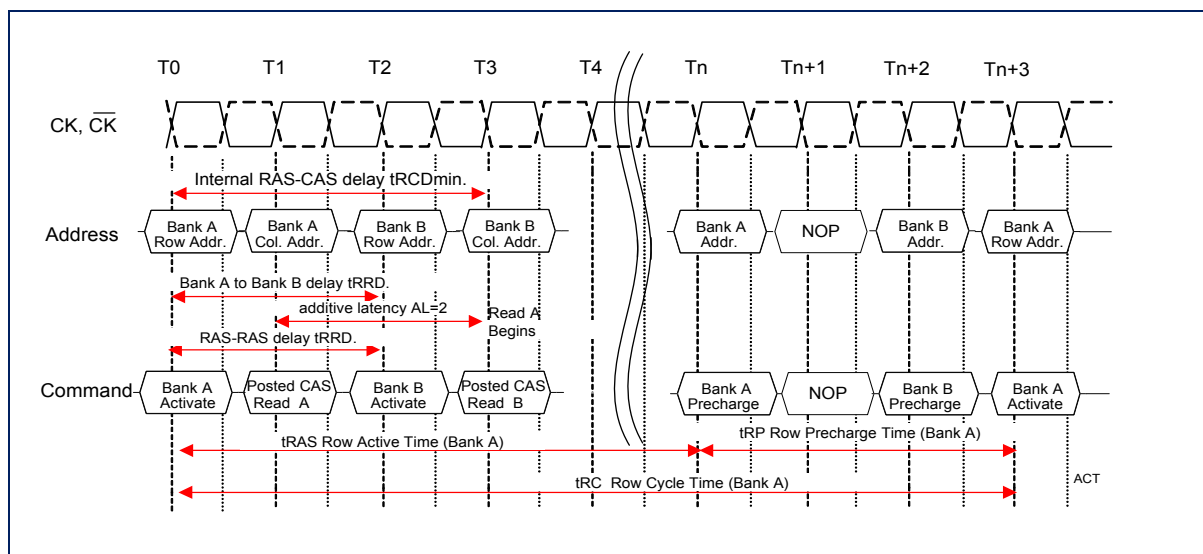 T0 T1 T2 T3 T4 Tn Tn+1 Tn+2 Tn+3
CK, CK
Internal RAS-CAS delay tRCDmin.
Address
Bank A
Row Addr.
Bank A
Col. Addr.
Bank B
Row Addr.
Bank B
Col. Addr.
Bank A
Addr.
NOP
Bank B
Addr.
Bank A
Row Addr.
Bank A to Bank B delay tRRD.
additive latency AL=2
Read A
Begins
RAS-RAS delay tRRD.
Command
Bank A
Activate
Posted CAS
Read A
Bank B
Activate
Posted CAS
Read B
Bank A
Precharge
NOP
Bank B
Precharge
Bank A
Activate
tRAS Row Active Time (Bank A)
tRP Row Precharge Time (Bank A)
tRC Row Cycle Time (Bank A)
ACT